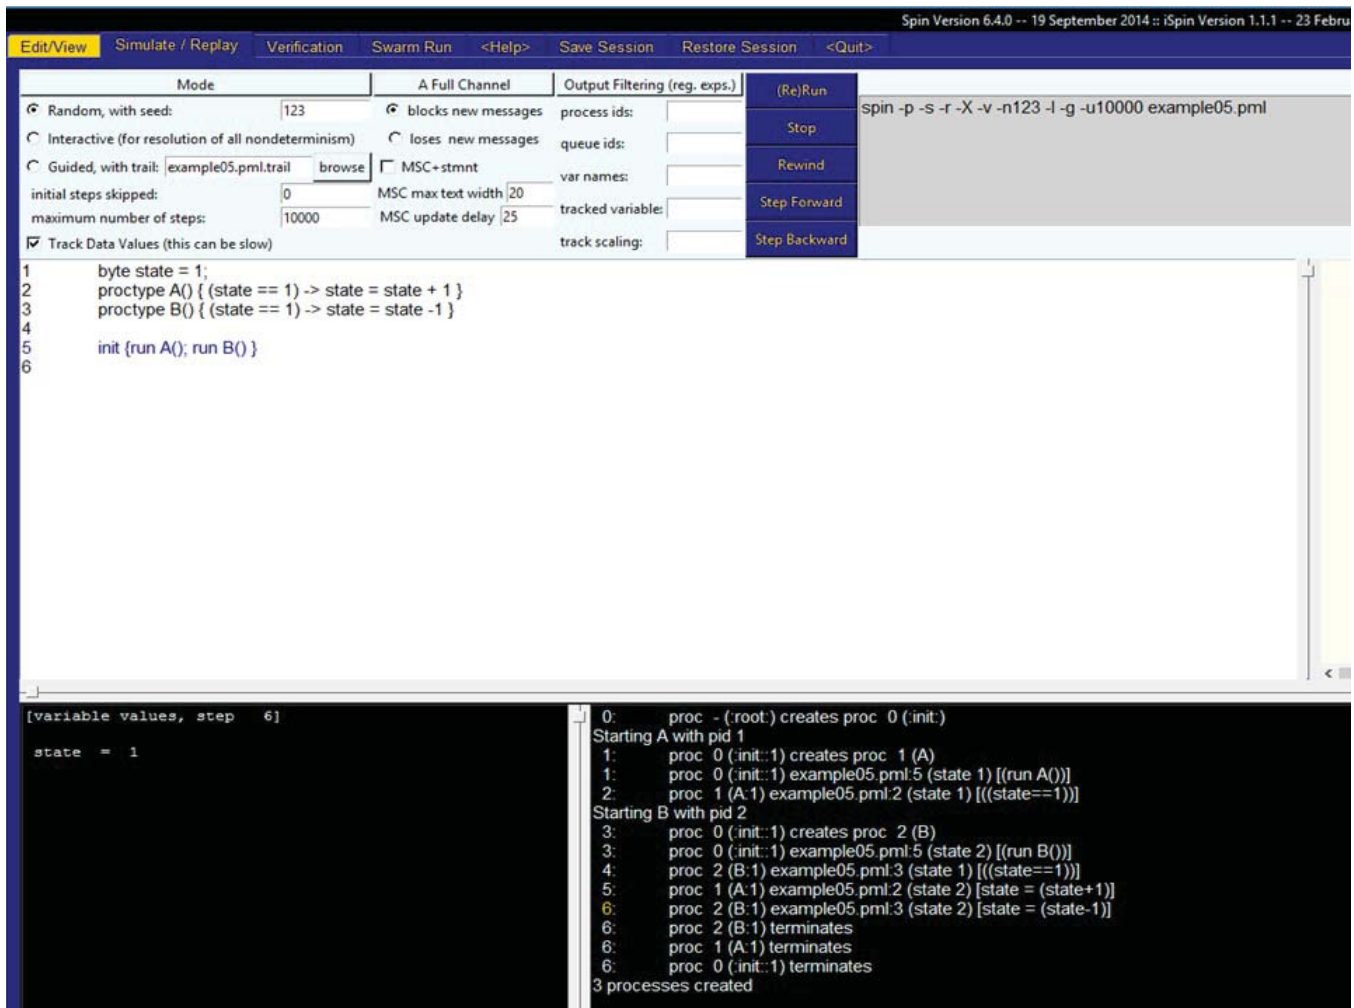 Spin Version 6.4.0 -- 19 September 2014 :: iSpin Version 1.1.1 -- 23 Febru
Edit/View Simulate / Replay Verification Swarm Run <Help> Save Session Restore Session <Quit>
Mode A Full Channel Output Filtering (reg. exps.) (Re)Run
Random, with seed: 123 blocks new messages process ids: spin -p -s -r -X -v -n123 -l -g -u10000 example05.pml
Stop
Interactive (for resolution of all nondeterminism) loses new messages queue ids:
Guided, with trail: example05.pml.trail browse MSC+stmnt Rewind
var names:
initial steps skipped: 0 MSC max text width 20
Step Forward
maximum number of steps: 10000 MSC update delay 25 tracked variable:
Track Data Values (this can be slow) track scaling: Step Backward
1 byte state = 1;
2 proctype A() { (state == 1) -> state = state + 1 }
3 proctype B() { (state == 1) -> state = state -1 }
4
5 init {run A(); run B() }
6
[variable values, step 6]
state = 1
0: proc - (:root:) creates proc 0 (:init:)
Starting A with pid 1
1: proc 0 (:init::1) creates proc 1 (A)
1: proc 0 (:init::1) example05.pml:5 (state 1) [(run A())]
2: proc 1 (A:1) example05.pml:2 (state 1) [((state==1))]
Starting B with pid 2
3: proc 0 (:init::1) creates proc 2 (B)
3: proc 0 (:init::1) example05.pml:5 (state 2) [(run B())]
4: proc 2 (B:1) example05.pml:3 (state 1) [((state==1))]
5: proc 1 (A:1) example05.pml:2 (state 2) [state = (state+1)]
6: proc 2 (B:1) example05.pml:3 (state 2) [state = (state-1)]
6: proc 2 (B:1) terminates
6: proc 1 (A:1) terminates
6: proc 0 (:init::1) terminates
3 processes created